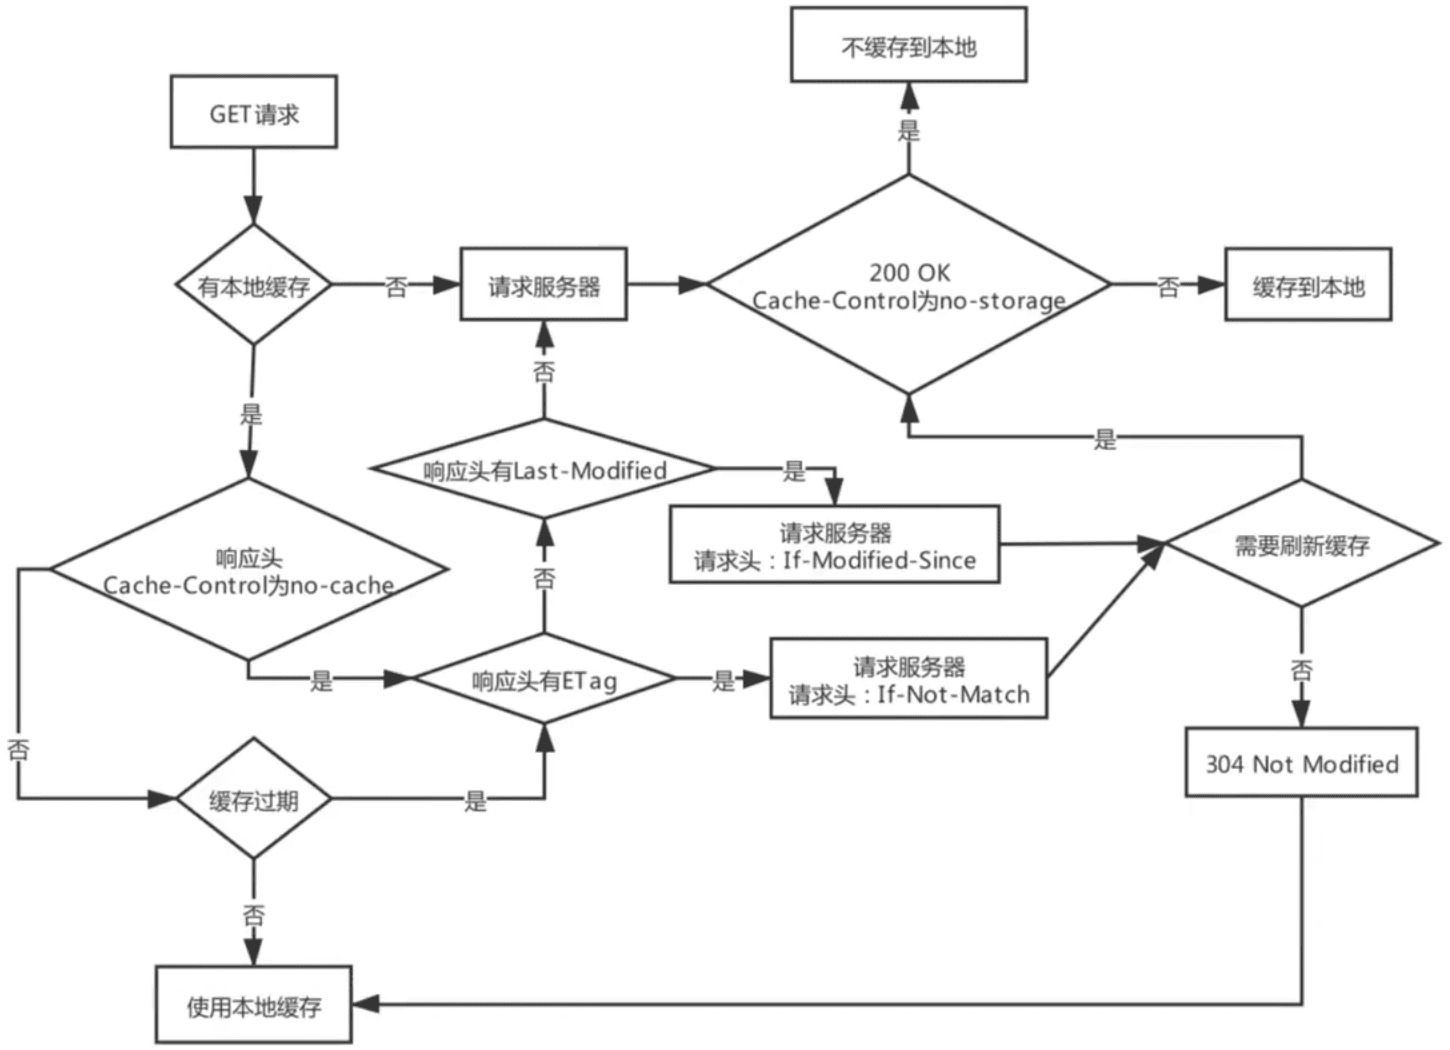 不缓存到本地
GET请求
是
有本地缓存
否
请求服务器
200 OK
Cache-Control为no-storage
否
缓存到本地
是
否
是
响应头有Last-Modified
是
请求服务器
请求头：If-Modified-Since
需要刷新缓存
响应头
Cache-Control为no-cache
否
是
响应头有ETag
是
请求服务器
请求头：If-Not-Match
否
否
304 Not Modified
缓存过期
是
否
使用本地缓存